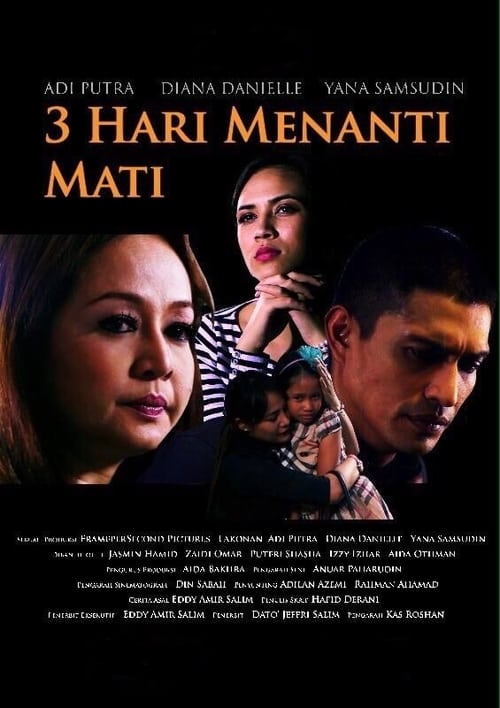 ADI PUTRA DIANA DANIELLE YANA SAMSUDIN
3 HARI MENANTI
MATI
FRAMEPERSECOND PICTURES LAKONAN ADI PUTRA DIANA DANIELLE YANA SAMSUDIN
JASMIN HAMID ZAIDI OMAR PUTERI SHASHA IZZY IZHAR AIDA OTHMAN
PENGURUS PRODUKSI AIDA BAKHRA PENGARAH SENI ANUAR PAHARUDIN
PENGARAH SINEMATOGRAFI DIN SABAH PENYUNTING ADILAN AZEMI RAHMAN AHAMAD
CERITA ASAL EDDY AMIR SALIM PENULIS SKRIP HAFID DERANI
PENERBIT EKSEKUTIF EDDY AMIR SALIM PENERBIT DATO' JEFFRI SALIM PENGARAH KAS ROSHAN